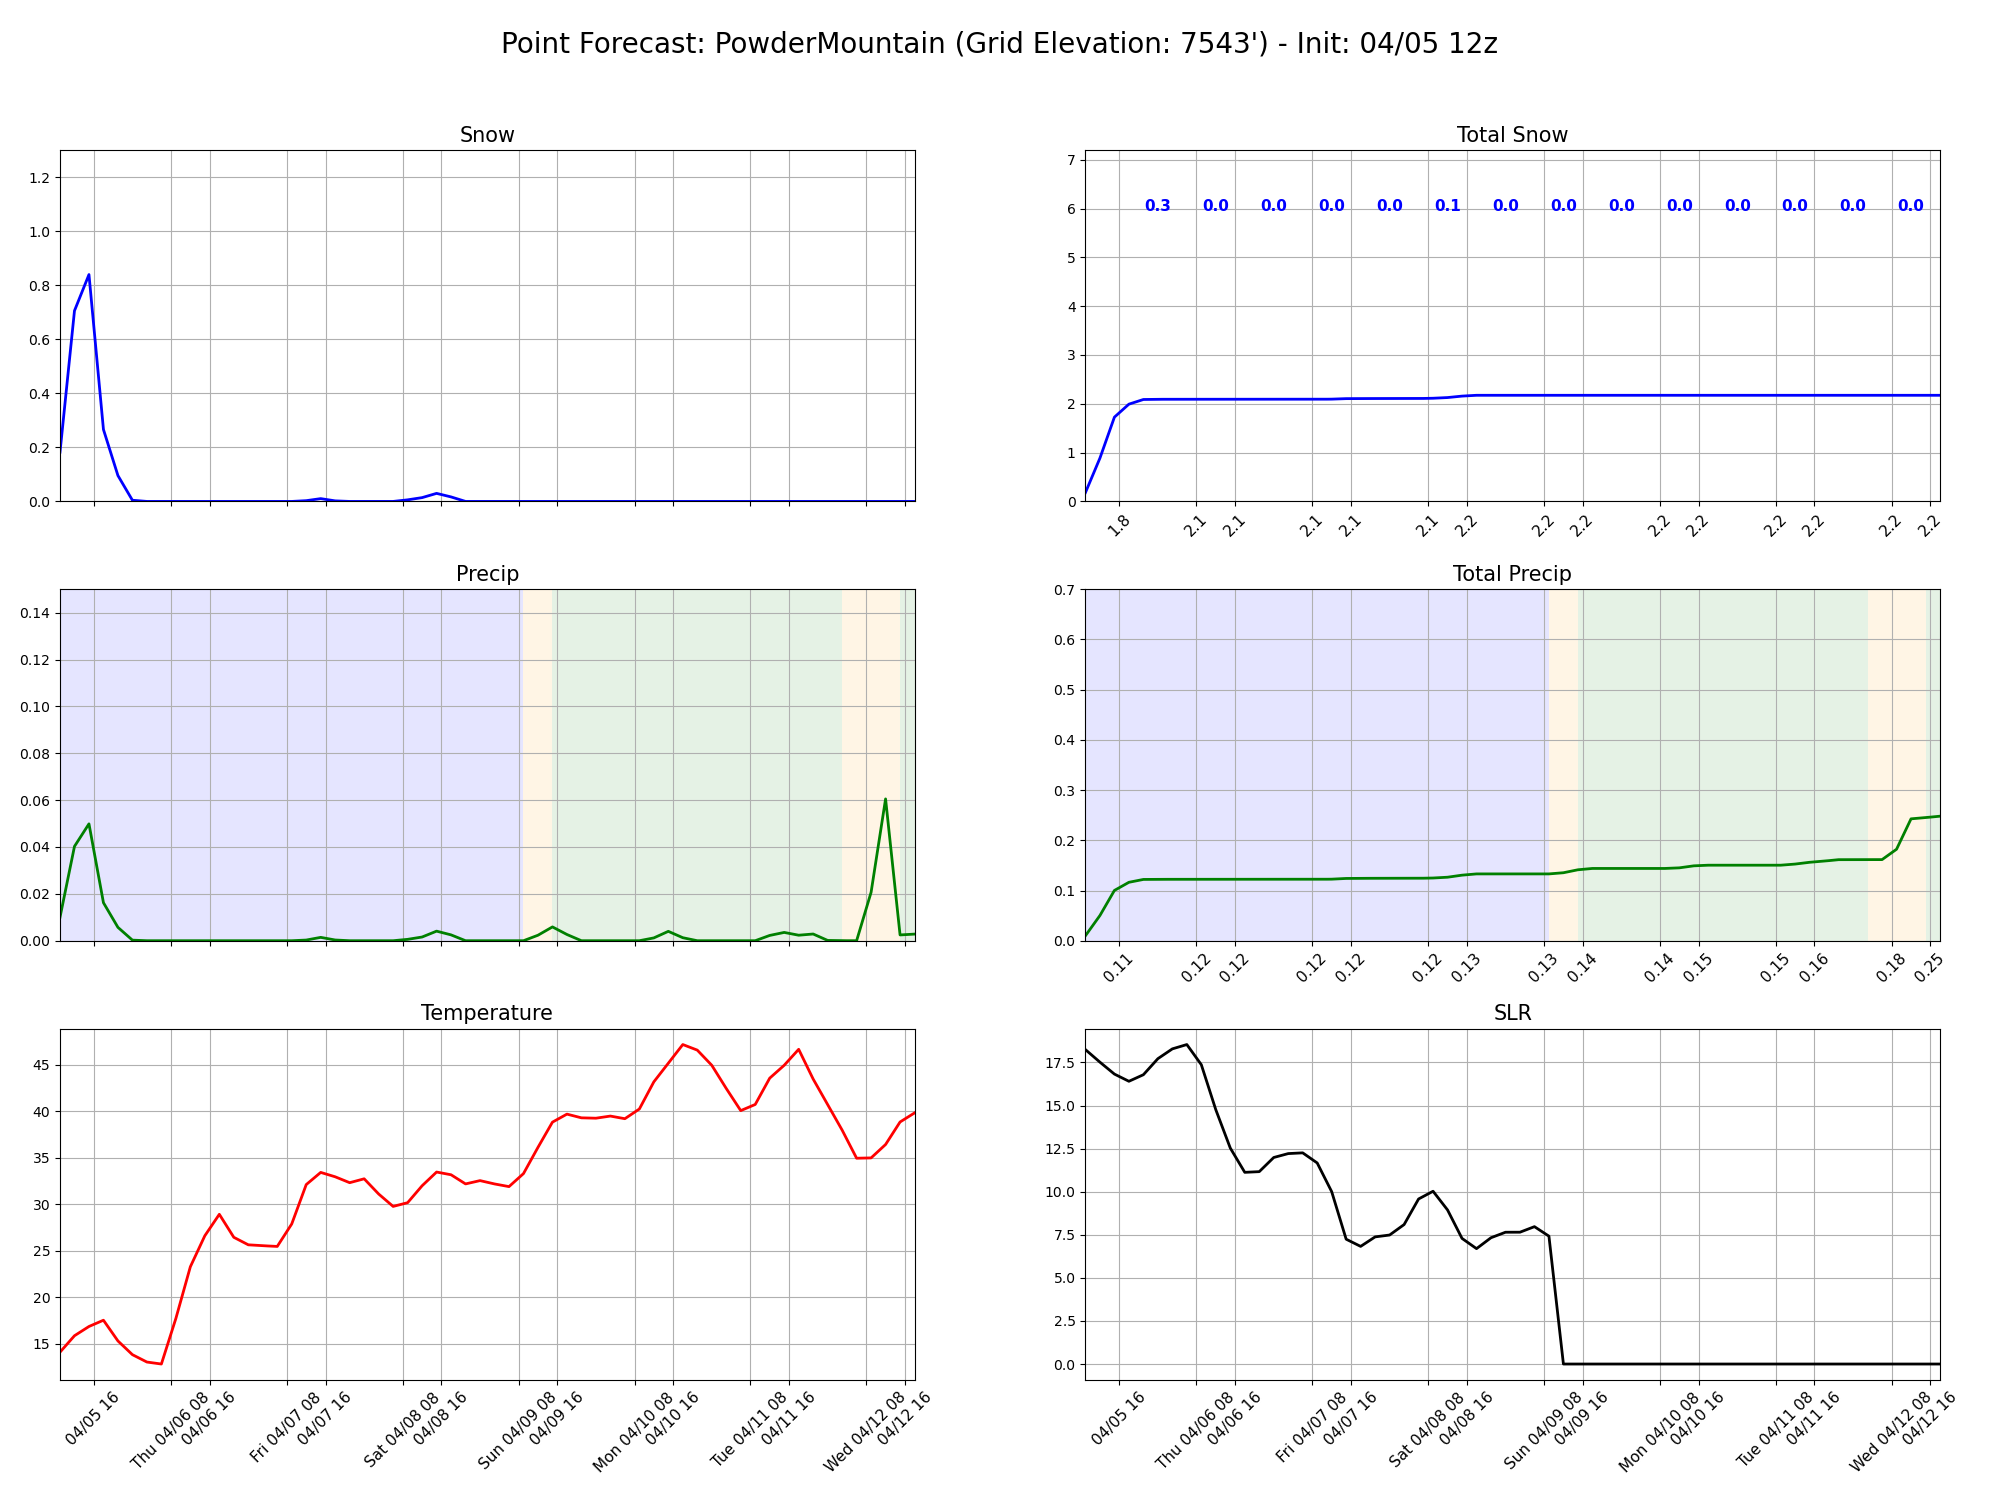 Point Forecast: PowderMountain (Grid Elevation: 7543') - Init: 04/05 12z
Snow
1.2
1.0
0.8
0.6
0.4
0.2
0.0
Total Snow
7
6
5
4
3
2
1
0
0.3 0.0 0.0 0.0 0.0 0.1 0.0 0.0 0.0 0.0 0.0 0.0 0.0 0.0
1.8 2.1 2.1 2.1 2.1 2.1 2.2 2.2 2.2 2.2 2.2 2.2 2.2 2.2 2.2
Precip
0.14
0.12
0.10
0.08
0.06
0.04
0.02
0.00
Total Precip
0.7
0.6
0.5
0.4
0.3
0.2
0.1
0.0
0.11 0.12 0.12 0.12 0.12 0.12 0.13 0.13 0.14 0.14 0.15 0.15 0.16 0.18 0.25
Temperature
45
40
35
30
25
20
15
04/05 16
Thu 04/06 08
04/06 16
Fri 04/07 08
04/07 16
Sat 04/08 08
04/08 16
Sun 04/09 08
04/09 16
Mon 04/10 08
04/10 16
Tue 04/11 08
04/11 16
Wed 04/12 08
04/12 16
SLR
17.5
15.0
12.5
10.0
7.5
5.0
2.5
0.0
04/05 16
Thu 04/06 08
04/06 16
Fri 04/07 08
04/07 16
Sat 04/08 08
04/08 16
Sun 04/09 08
04/09 16
Mon 04/10 08
04/10 16
Tue 04/11 08
04/11 16
Wed 04/12 08
04/12 16